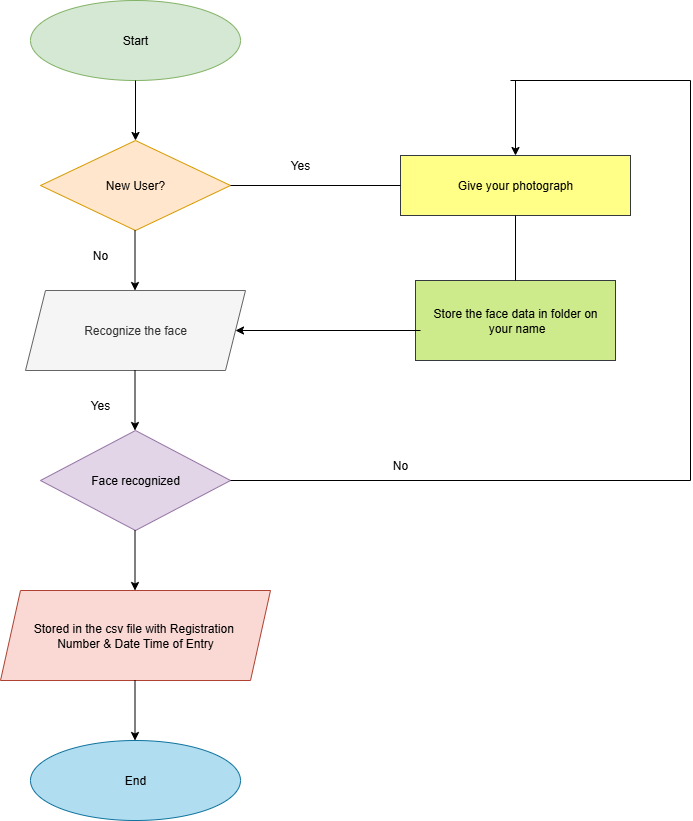 Start
New User?
Yes
Give your photograph
No
Recognize the face
Store the face data in folder on
your name
Yes
Face recognized
No
Stored in the csv file with Registration
Number & Date Time of Entry
End